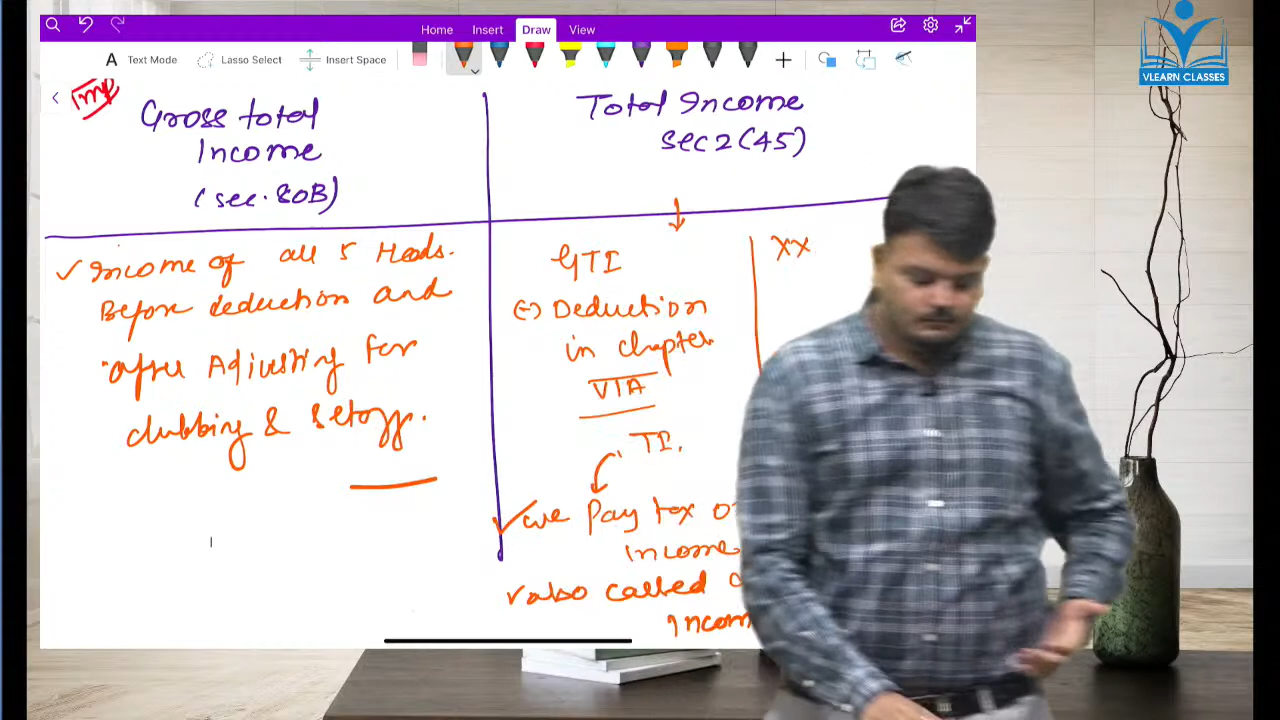 Home Insert Draw View
VLEARN CLASSES
A Text Mode Lasso Select Insert Space
Imp
Gross total
Income
(sec. 80B)
Total Income
sec 2(45)
✓ Income of all 5 Heads.
Before deduction and
after Adjusting for
clubbing & Setoff.
GTI XX
(-) Deduction
in chapter
VIA
TI.
✓ we Pay tax
income
✓ also called
Incom